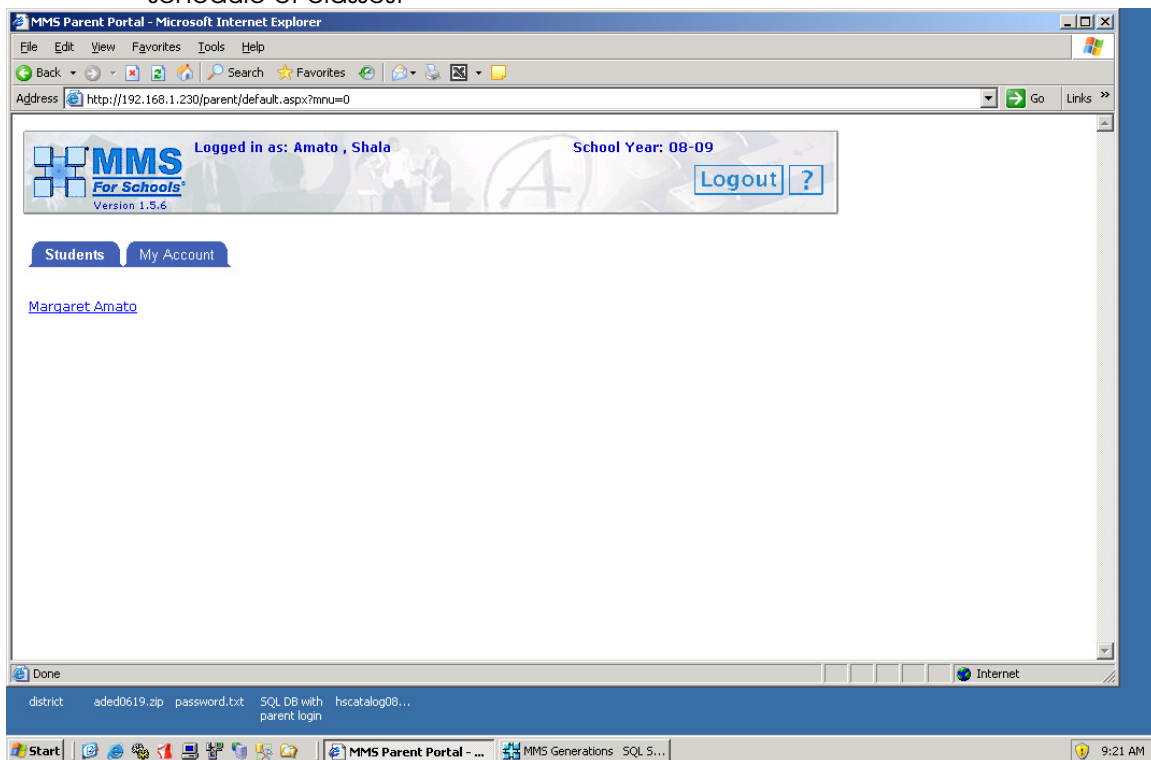 schedule of classes.
MMS Parent Portal - Microsoft Internet Explorer
File Edit View Favorites Tools Help
Back Search Favorites
Address http://192.168.1.230/parent/default.aspx?mnu=0 Go Links »
MMS
For Schools®
Version 1.5.6
Logged in as: Amato , Shala
School Year: 08-09
Logout ?
Students My Account
Margaret Amato
Done Internet
district aded0619.zip password.txt SQL DB with parent login hscatalog08...
Start MMS Parent Portal - ... MMS Generations SQL S... 9:21 AM